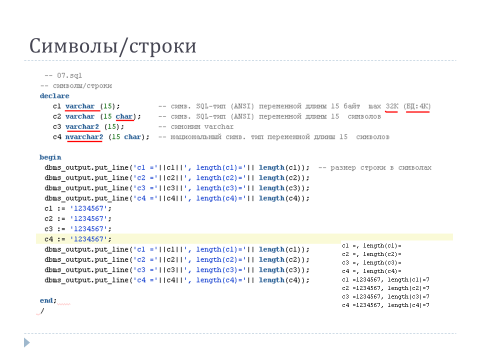 Символы/строки
-- 07.sql
-- символы/строки
declare
c1 varchar (15); -- симв. SQL-тип (ANSI) переменной длины 15 байт мах 32К (БД:4К)
c2 varchar (15 char); -- симв. SQL-тип (ANSI) переменной длины 15 символов
c3 varchar2 (15); -- синоним varchar
c4 nvarchar2 (15 char); -- национальный симв. тип переменной длины 15 символов
begin
dbms_output.put_line('c1 ='||c1||', length(c1)='|| length(c1)); -- размер строки в символах
dbms_output.put_line('c2 ='||c2||', length(c2)='|| length(c2));
dbms_output.put_line('c3 ='||c3||', length(c3)='|| length(c3));
dbms_output.put_line('c4 ='||c4||', length(c4)='|| length(c4));
c1 := '1234567';
c2 := '1234567';
c3 := '1234567';
c4 := '1234567';
dbms_output.put_line('c1 ='||c1||', length(c1)='|| length(c1));
dbms_output.put_line('c2 ='||c2||', length(c2)='|| length(c2));
dbms_output.put_line('c3 ='||c3||', length(c3)='|| length(c3));
dbms_output.put_line('c4 ='||c4||', length(c4)='|| length(c4));
end;
/
c1 =, length(c1)=
c2 =, length(c2)=
c3 =, length(c3)=
c4 =, length(c4)=
c1 =1234567, length(c1)=7
c2 =1234567, length(c2)=7
c3 =1234567, length(c3)=7
c4 =1234567, length(c4)=7